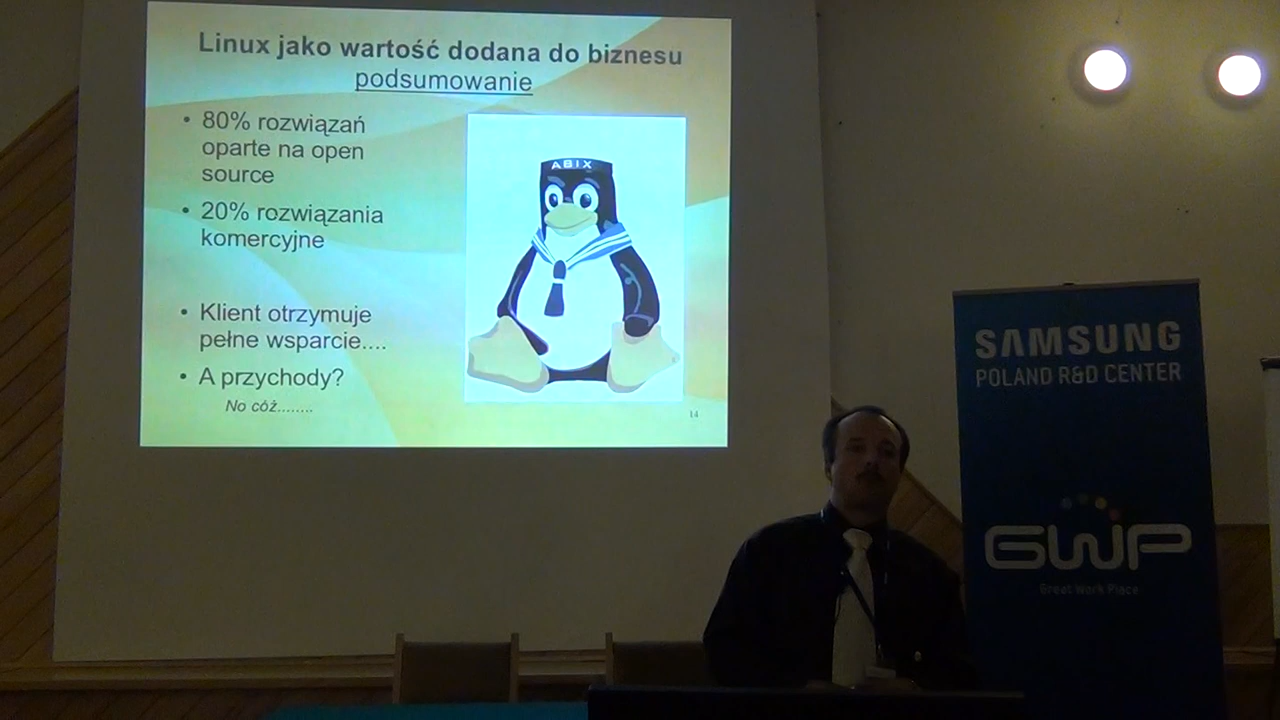 Linux jako wartość dodana do biznesu
podsumowanie
• 80% rozwiązań
oparte na open
source
• 20% rozwiązania
komercyjne
• Klient otrzymuje
pełne wsparcie....
• A przychody?
No cóż........
ABIX
14
SAMSUNG
POLAND R&D CENTER
GWP
Great Work Place